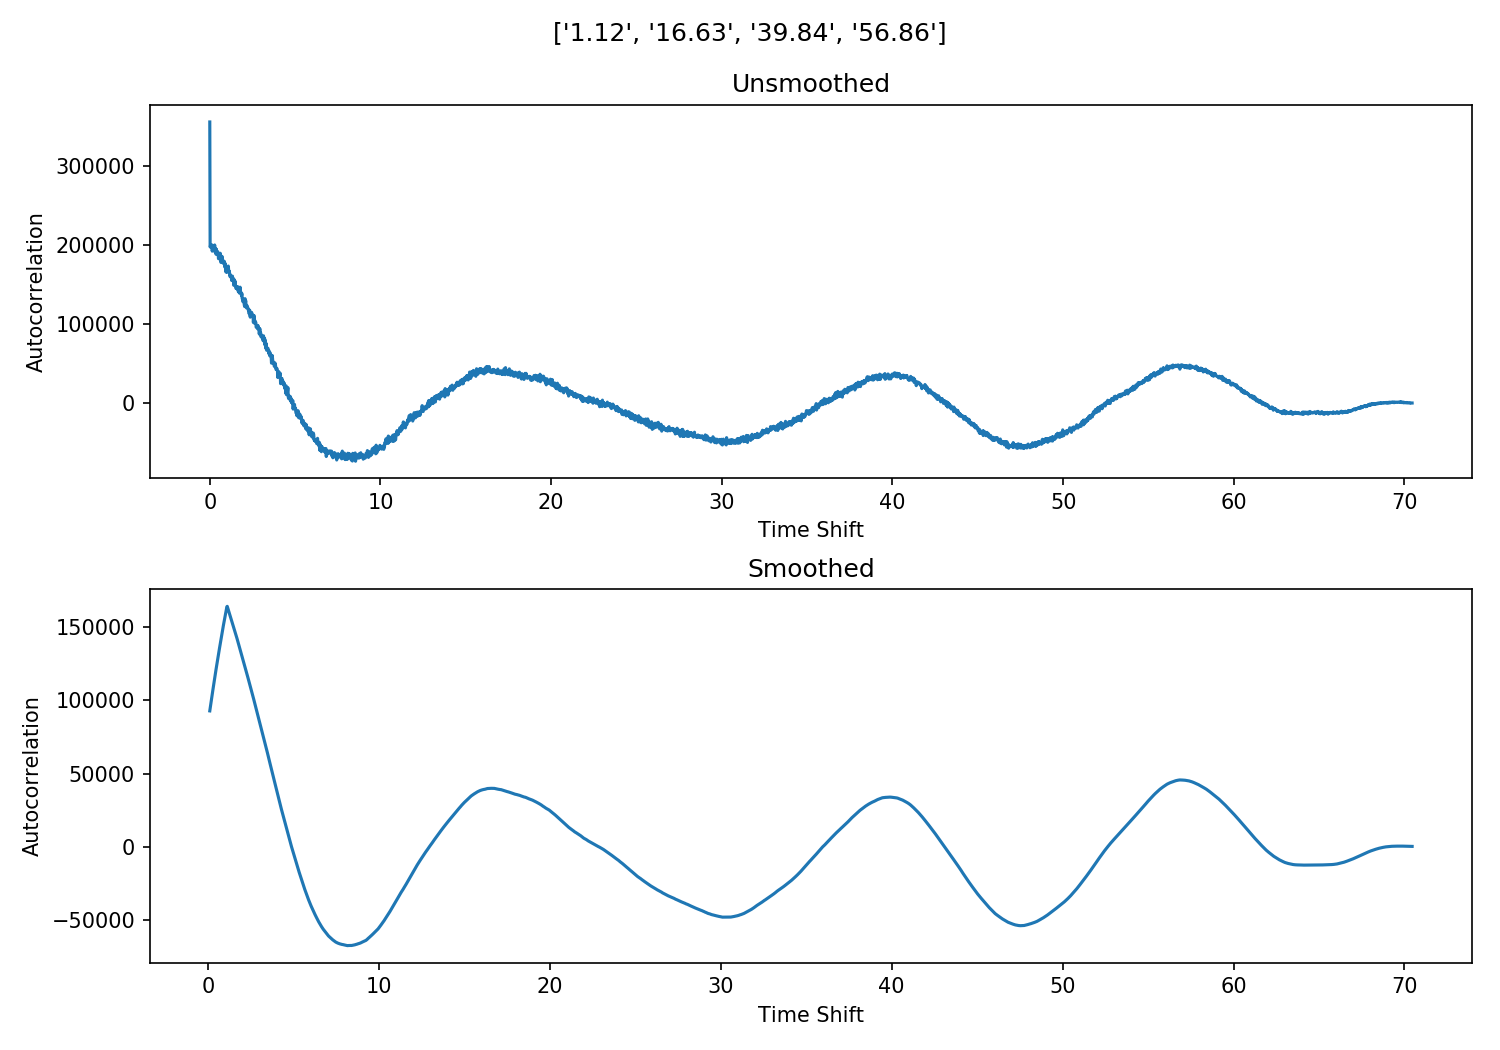 ['1.12', '16.63', '39.84', '56.86']
Unsmoothed
Autocorrelation
300000
200000
100000
0
0 10 20 30 40 50 60 70
Time Shift
Smoothed
Autocorrelation
150000
100000
50000
0
−50000
0 10 20 30 40 50 60 70
Time Shift